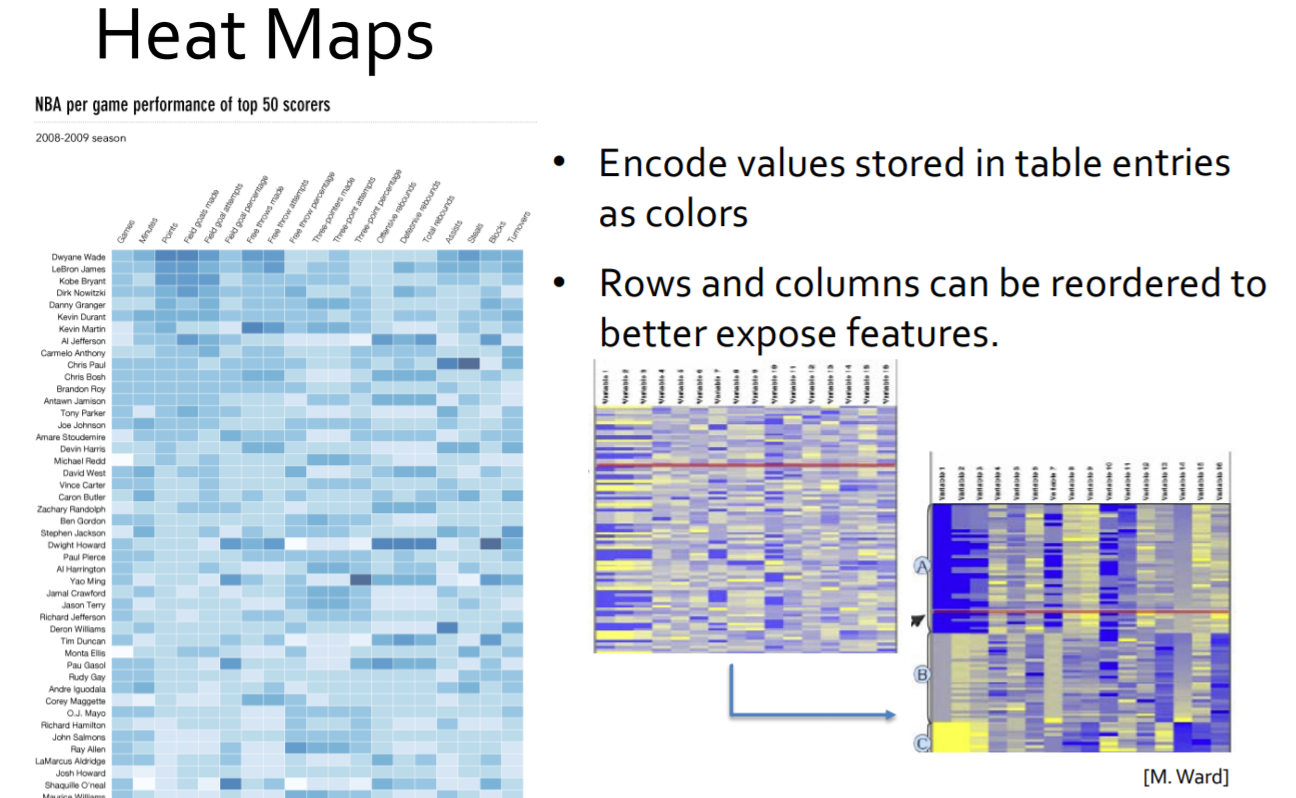 Heat Maps
NBA per game performance of top 50 scorers
2008-2009 season
Games
Minutes
Points
Field goals made
Field goal attempts
Field goal percentage
Free throws made
Free throw attempts
Free throw percentage
Three-pointers made
Three-point attempts
Three-point percentage
Offensive rebounds
Defensive rebounds
Total rebounds
Assists
Steals
Blocks
Turnovers
Dwyane Wade
LeBron James
Kobe Bryant
Dirk Nowitzki
Danny Granger
Kevin Durant
Kevin Martin
Al Jefferson
Carmelo Anthony
Chris Paul
Chris Bosh
Brandon Roy
Antawn Jamison
Tony Parker
Joe Johnson
Amare Stoudemire
Devin Harris
Michael Redd
David West
Vince Carter
Caron Butler
Zachary Randolph
Ben Gordon
Stephen Jackson
Dwight Howard
Paul Pierce
Al Harrington
Yao Ming
Jamal Crawford
Jason Terry
Richard Jefferson
Deron Williams
Tim Duncan
Monta Ellis
Pau Gasol
Rudy Gay
Andre Iguodala
Corey Maggette
O.J. Mayo
Richard Hamilton
John Salmons
Ray Allen
LaMarcus Aldridge
Josh Howard
Shaquille O'neal
Maurice Williams
• Encode values stored in table entries
as colors
• Rows and columns can be reordered to
better expose features.
Variable 1
Variable 2
Variable 3
Variable 4
Variable 5
Variable 6
Variable 7
Variable 8
Variable 9
Variable 10
Variable 11
Variable 12
Variable 13
Variable 14
Variable 15
Variable 16
Variable 1
Variable 2
Variable 3
Variable 4
Variable 5
Variable 6
Variable 7
Variable 8
Variable 9
Variable 10
Variable 11
Variable 12
Variable 13
Variable 14
Variable 15
Variable 16
A
B
C
[M. Ward]